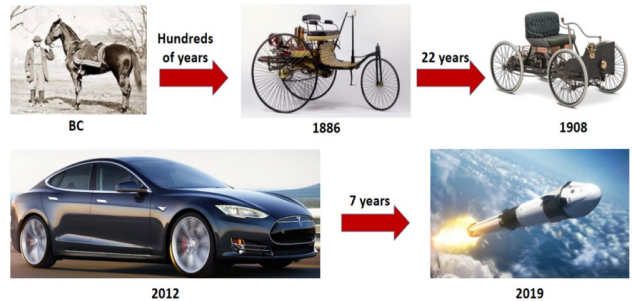 Hundreds
of years
22 years
BC
1886
1908
7 years
2012
2019